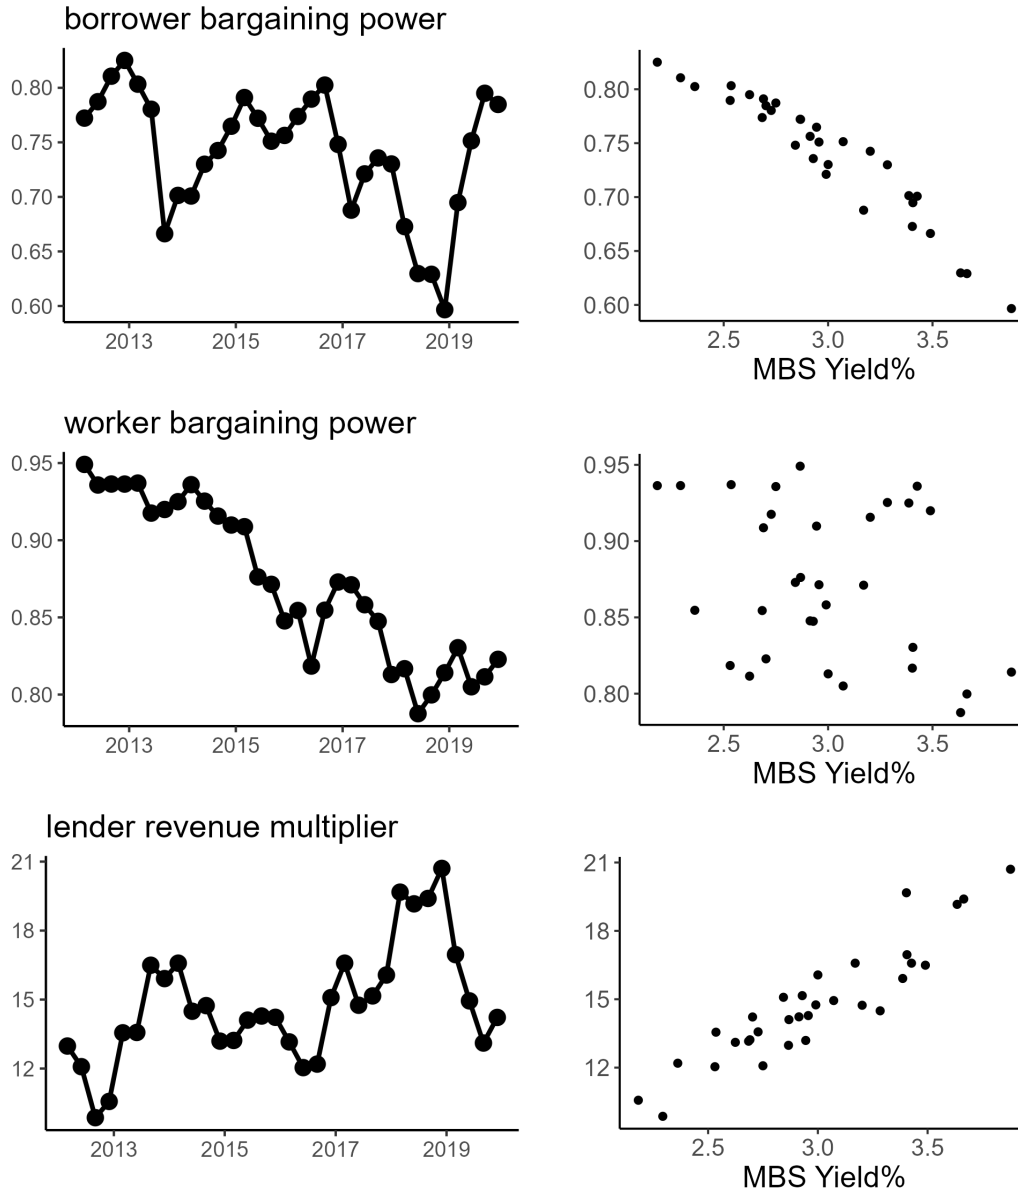 borrower bargaining power
0.80
0.75
0.70
0.65
0.60
2013 2015 2017 2019
0.80
0.75
0.70
0.65
0.60
2.5 3.0 3.5
MBS Yield%
worker bargaining power
0.95
0.90
0.85
0.80
2013 2015 2017 2019
0.95
0.90
0.85
0.80
2.5 3.0 3.5
MBS Yield%
lender revenue multiplier
21
18
15
12
2013 2015 2017 2019
21
18
15
12
2.5 3.0 3.5
MBS Yield%